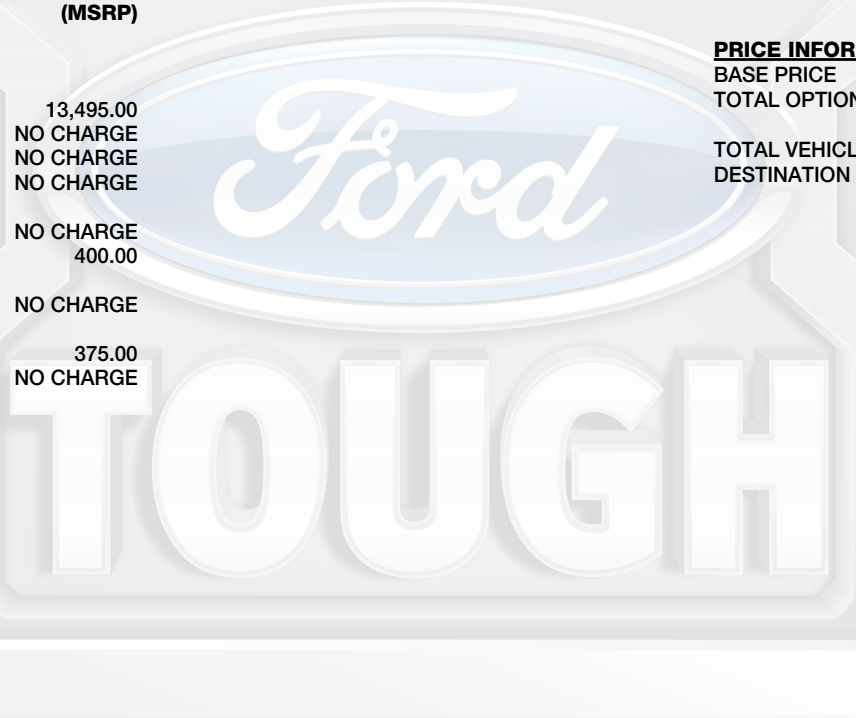 (MSRP)
13,495.00
NO CHARGE
NO CHARGE
NO CHARGE
NO CHARGE
400.00
NO CHARGE
375.00
NO CHARGE
PRICE INFOR
BASE PRICE
TOTAL OPTION
TOTAL VEHICL
DESTINATION
Ford
TOUGH